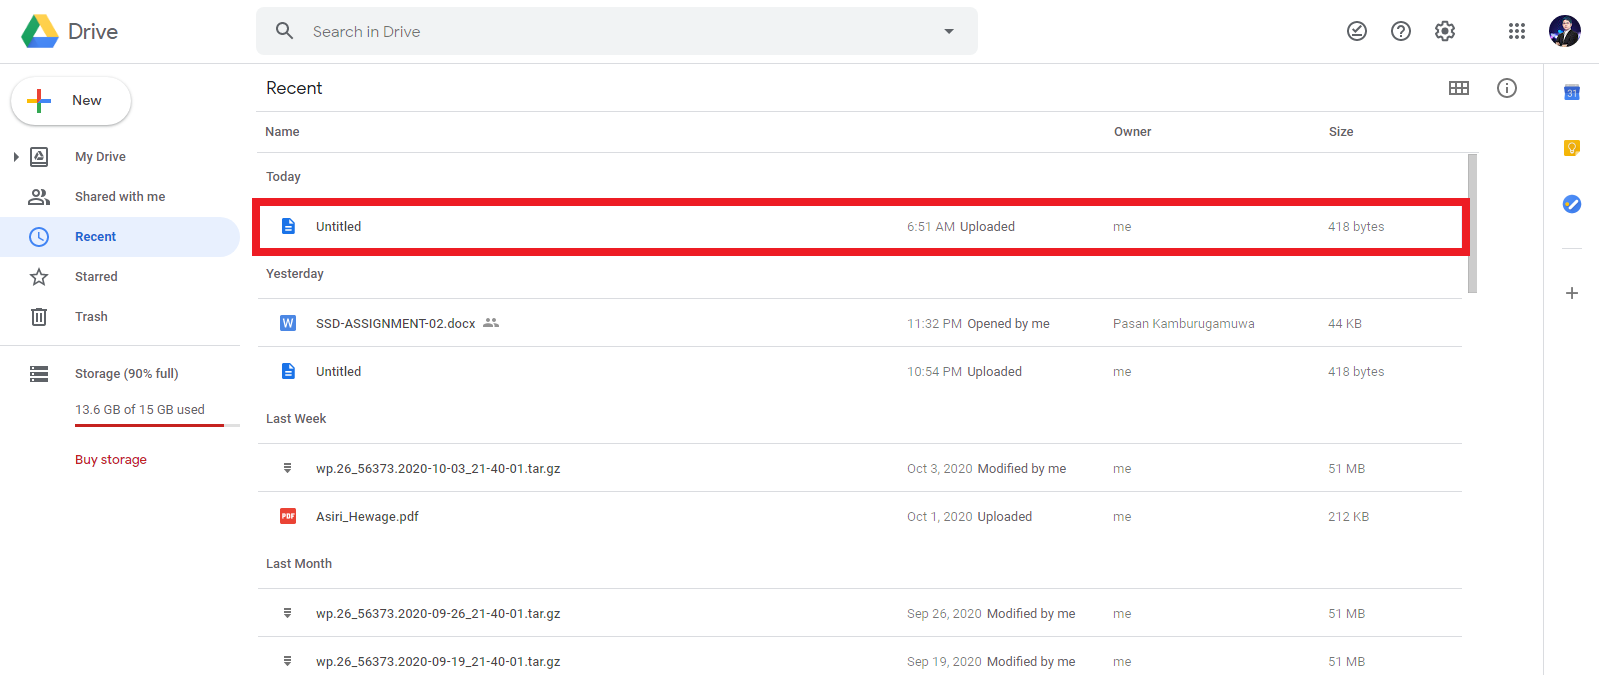 Drive
Search in Drive
New
My Drive
Shared with me
Recent
Starred
Trash
Storage (90% full)
13.6 GB of 15 GB used
Buy storage
Recent
Name Owner Size
Today
Untitled 6:51 AM Uploaded me 418 bytes
Yesterday
W SSD-ASSIGNMENT-02.docx 11:32 PM Opened by me Pasan Kamburugamuwa 44 KB
Untitled 10:54 PM Uploaded me 418 bytes
Last Week
wp.26_56373.2020-10-03_21-40-01.tar.gz Oct 3, 2020 Modified by me me 51 MB
PDF Asiri_Hewage.pdf Oct 1, 2020 Uploaded me 212 KB
Last Month
wp.26_56373.2020-09-26_21-40-01.tar.gz Sep 26, 2020 Modified by me me 51 MB
wp.26_56373.2020-09-19_21-40-01.tar.gz Sep 19, 2020 Modified by me me 51 MB
31